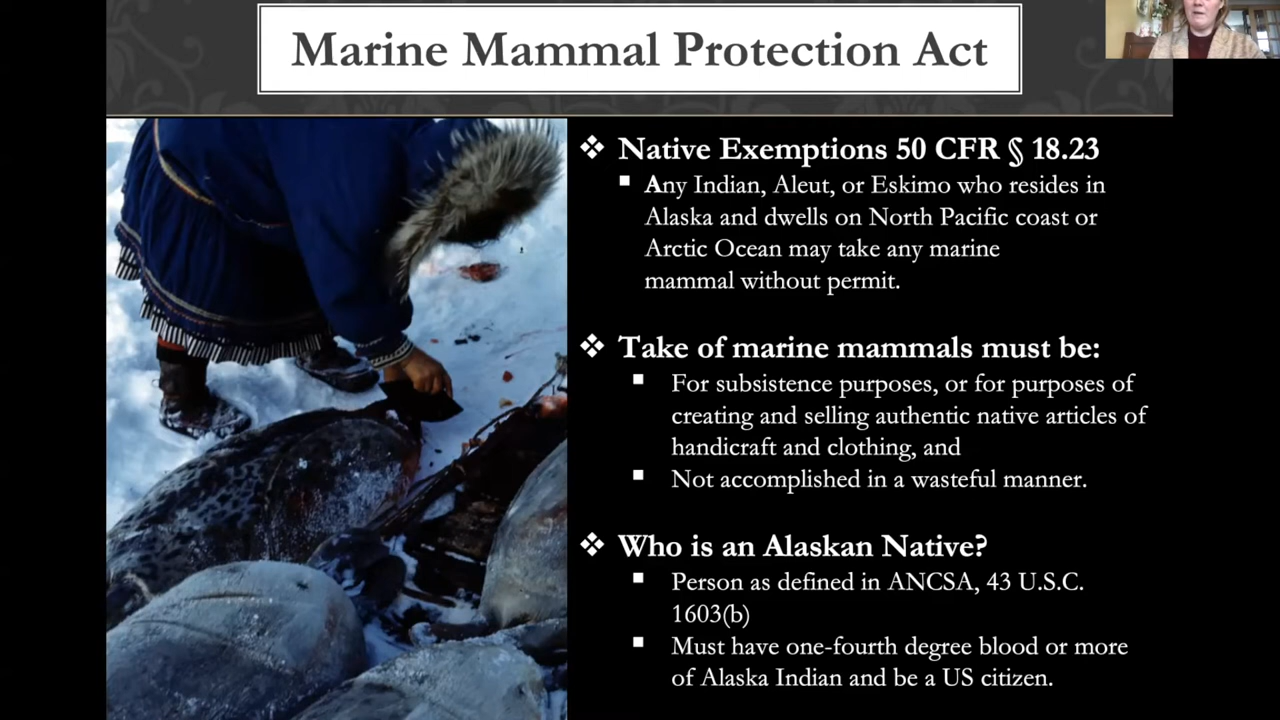 Marine Mammal Protection Act
❖ Native Exemptions 50 CFR § 18.23
▪ Any Indian, Aleut, or Eskimo who resides in
Alaska and dwells on North Pacific coast or
Arctic Ocean may take any marine
mammal without permit.
❖ Take of marine mammals must be:
▪ For subsistence purposes, or for purposes of
creating and selling authentic native articles of
handicraft and clothing, and
▪ Not accomplished in a wasteful manner.
❖ Who is an Alaskan Native?
▪ Person as defined in ANCSA, 43 U.S.C.
1603(b)
▪ Must have one-fourth degree blood or more
of Alaska Indian and be a US citizen.